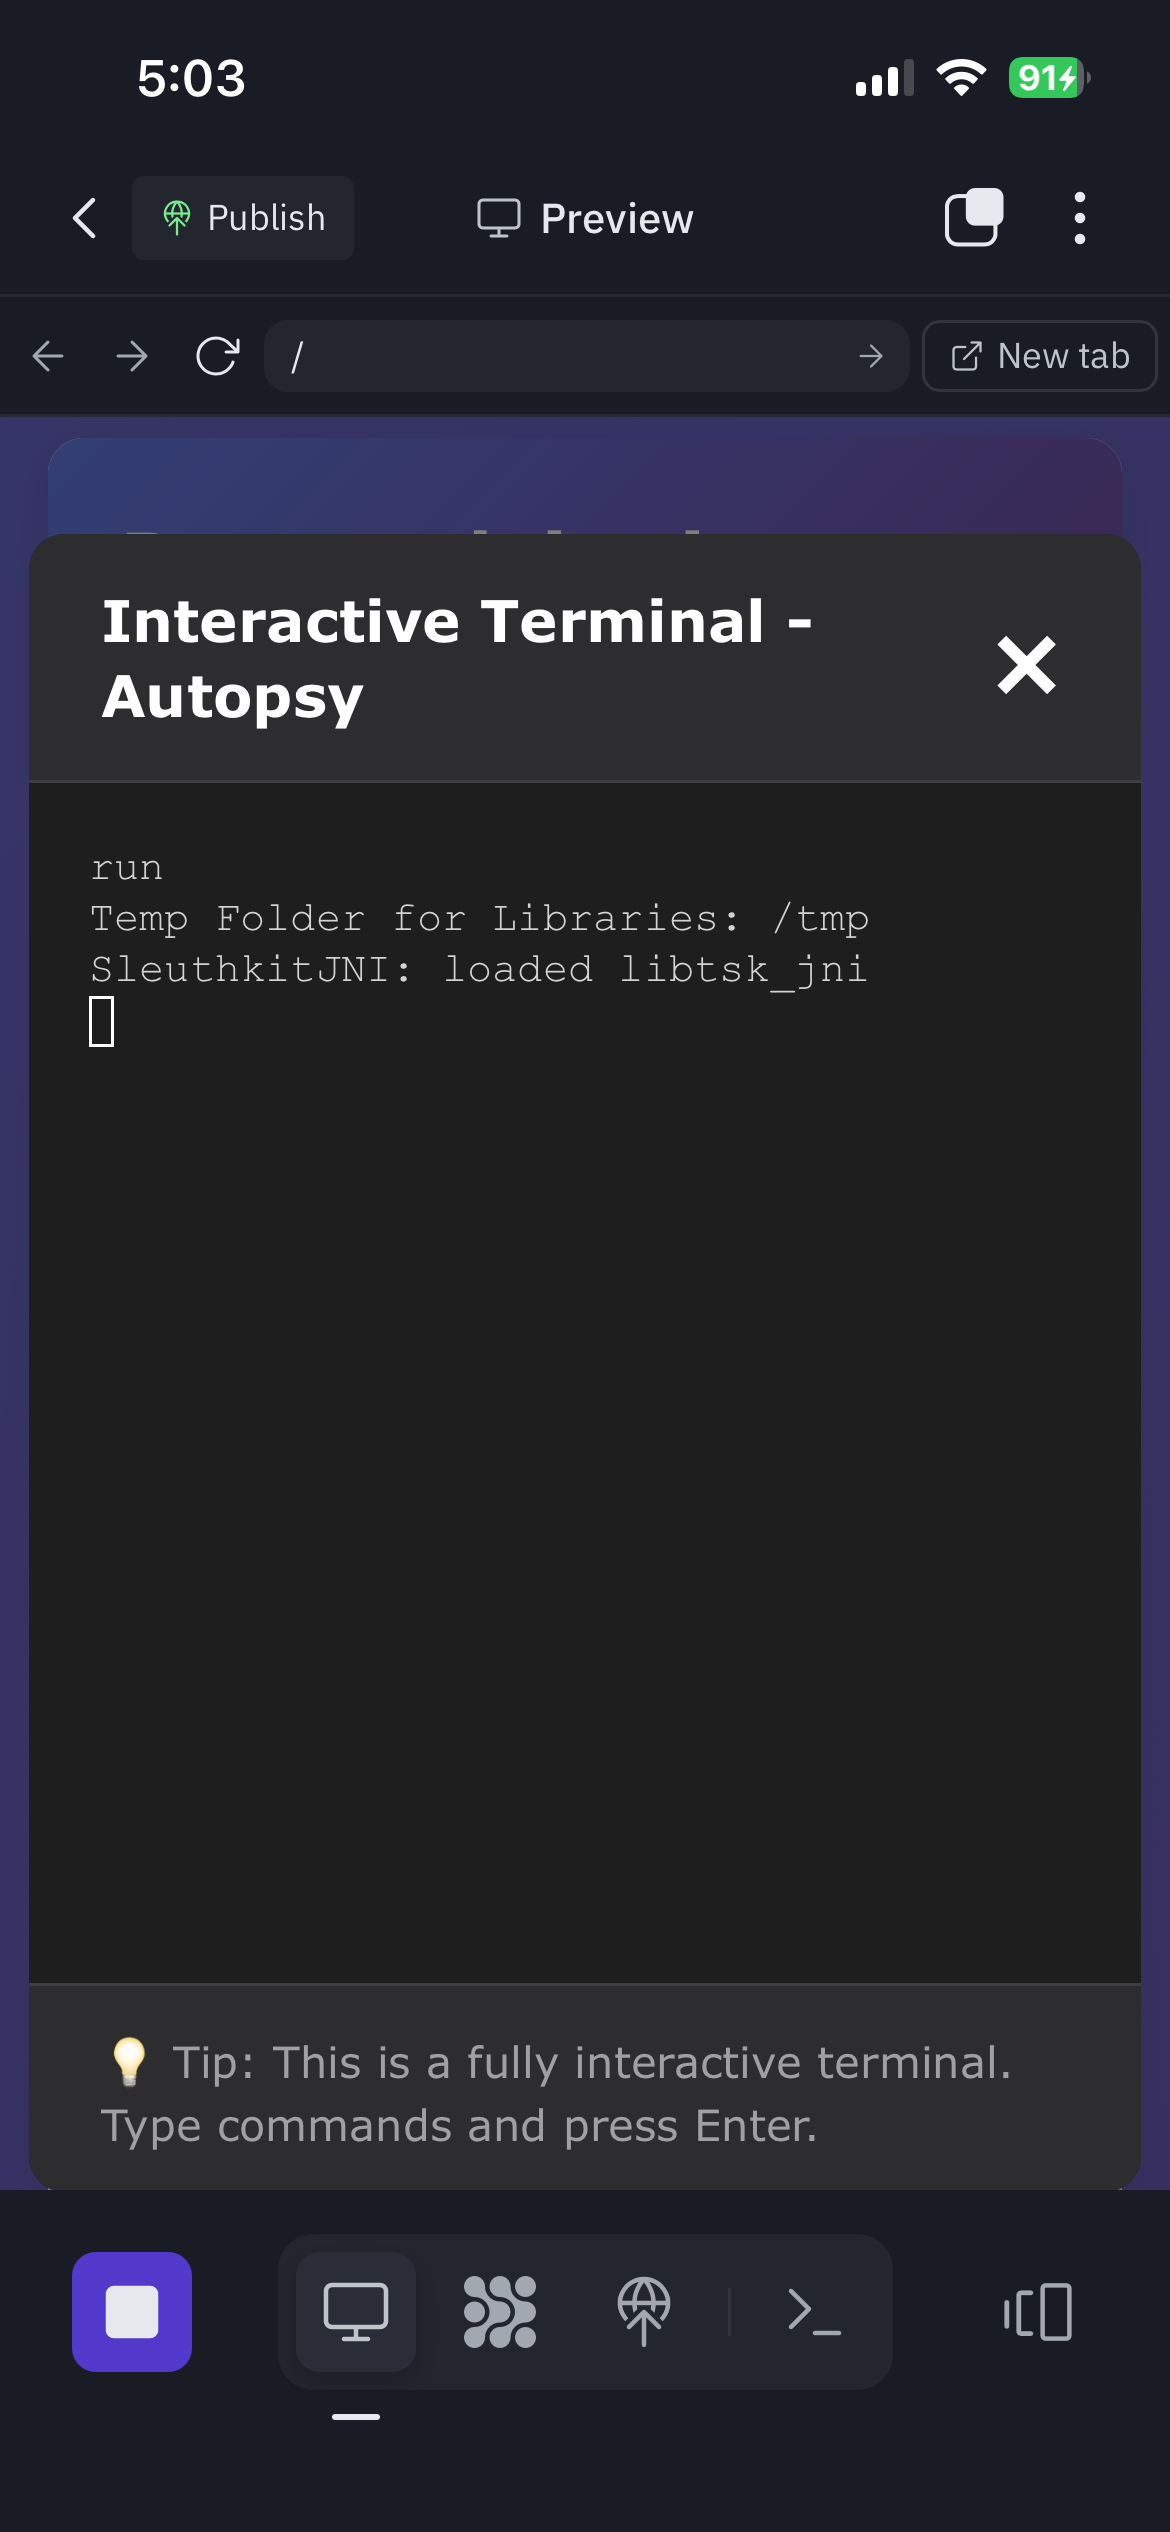 5:03
91
Publish
Preview
/
New tab
Interactive Terminal -
Autopsy
run
Temp Folder for Libraries: /tmp
SleuthkitJNI: loaded libtsk_jni
💡 Tip: This is a fully interactive terminal.
Type commands and press Enter.